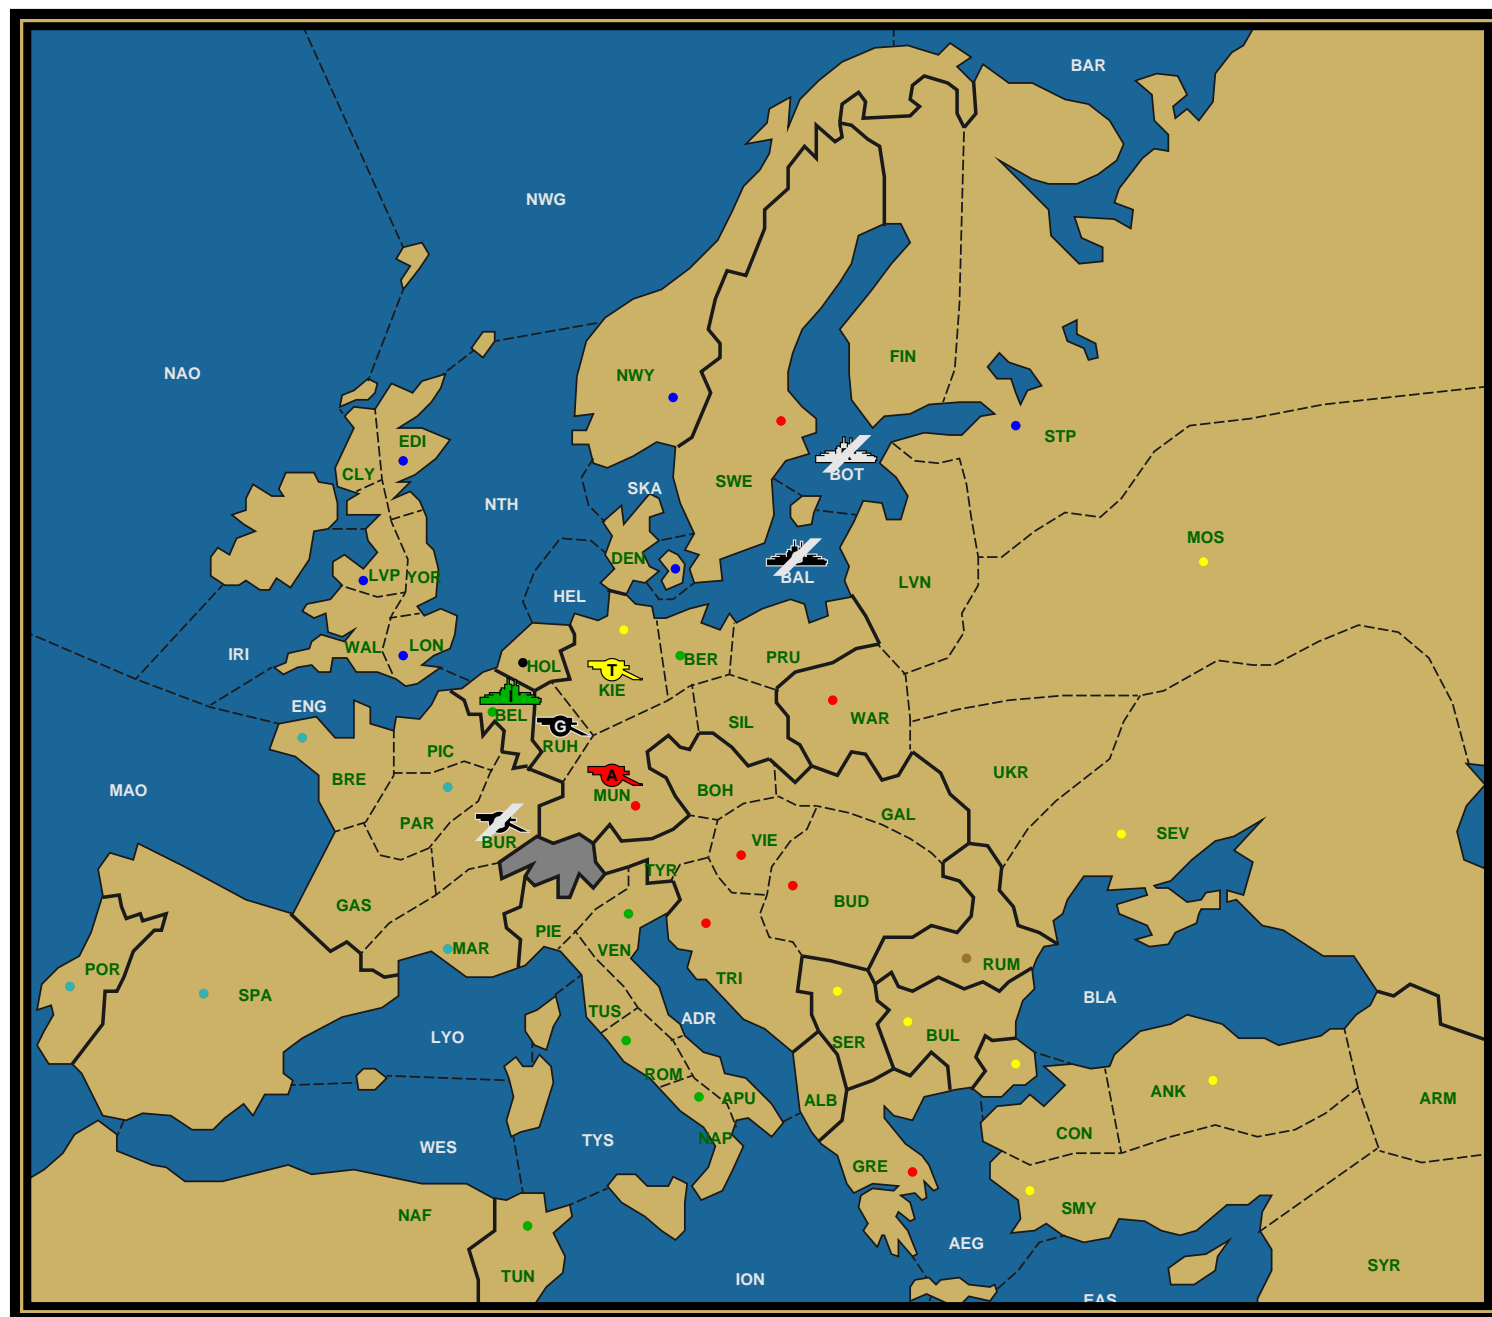 BAR
NWG
NAO
FIN
NWY
STP
EDI
CLY
BOT
SWE
SKA
NTH
MOS
DEN
LVP
YOR
BAL
LVN
HEL
WAL
LON
IRI
HOL
BER
PRU
T
KIE
ENG
BEL
I
WAR
SIL
G
RUH
PIC
UKR
BRE
A
MUN
BOH
MAO
PAR
GAL
BUR
VIE
SEV
TYR
BUD
GAS
PIE
VEN
MAR
RUM
POR
SPA
TRI
BLA
TUS
ADR
LYO
SER
BUL
ROM
APU
ALB
ANK
ARM
CON
NAP
TYS
WES
GRE
SMY
NAF
AEG
TUN
ION
SYR
EAS